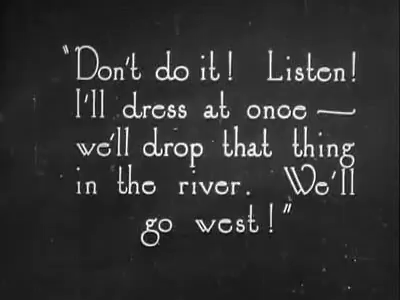 "Don't do it! Listen!
I'll dress at once —
we'll drop that thing
in the river. We'll
go west!"